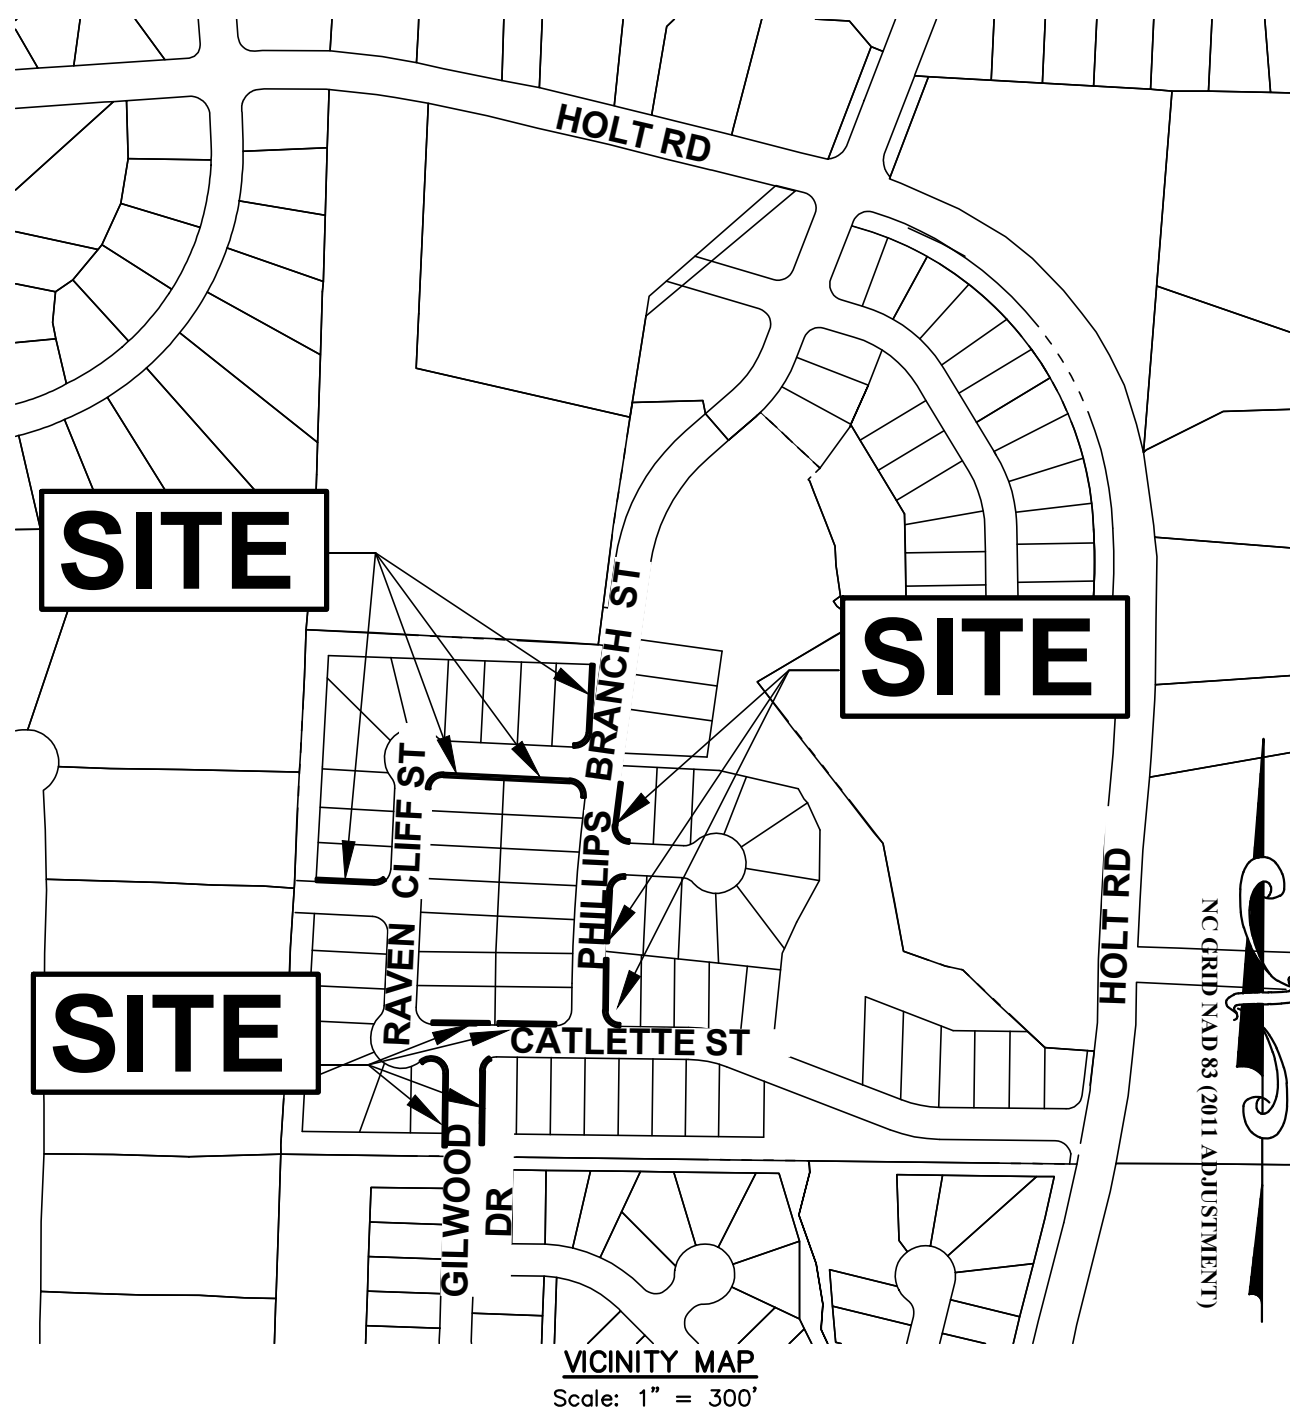 HOLT RD
SITE
PHILLIPS BRANCH ST
SITE
RAVEN CLIFF ST
HOLT RD
NC GRID NAD 83 (2011 ADJUSTMENT)
SITE
CATLETTE ST
GILWOOD DR
VICINITY MAP
Scale: 1" = 300'